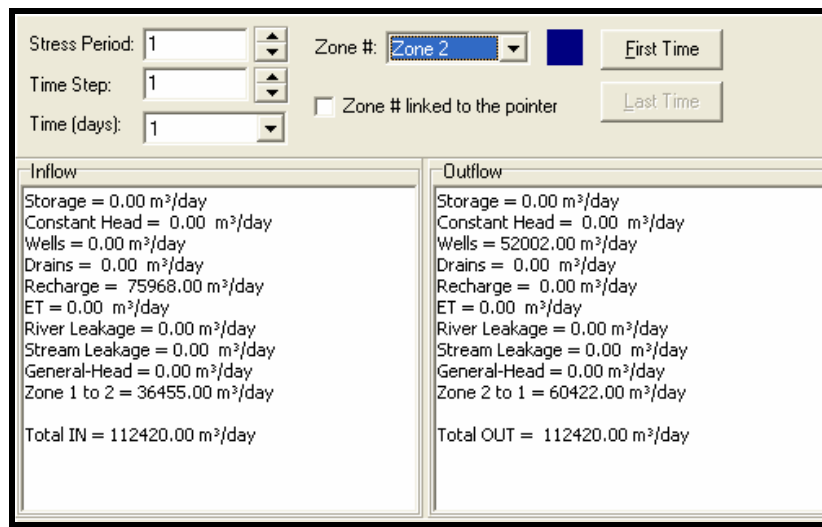 Stress Period: 1
Zone #: Zone 2
First Time
Time Step: 1
Zone # linked to the pointer
Last Time
Time (days): 1
Inflow
Storage = 0.00 m³/day
Constant Head = 0.00 m³/day
Wells = 0.00 m³/day
Drains = 0.00 m³/day
Recharge = 75968.00 m³/day
ET = 0.00 m³/day
River Leakage = 0.00 m³/day
Stream Leakage = 0.00 m³/day
General-Head = 0.00 m³/day
Zone 1 to 2 = 36455.00 m³/day
Total IN = 112420.00 m³/day
Outflow
Storage = 0.00 m³/day
Constant Head = 0.00 m³/day
Wells = 52002.00 m³/day
Drains = 0.00 m³/day
Recharge = 0.00 m³/day
ET = 0.00 m³/day
River Leakage = 0.00 m³/day
Stream Leakage = 0.00 m³/day
General-Head = 0.00 m³/day
Zone 2 to 1 = 60422.00 m³/day
Total OUT = 112420.00 m³/day